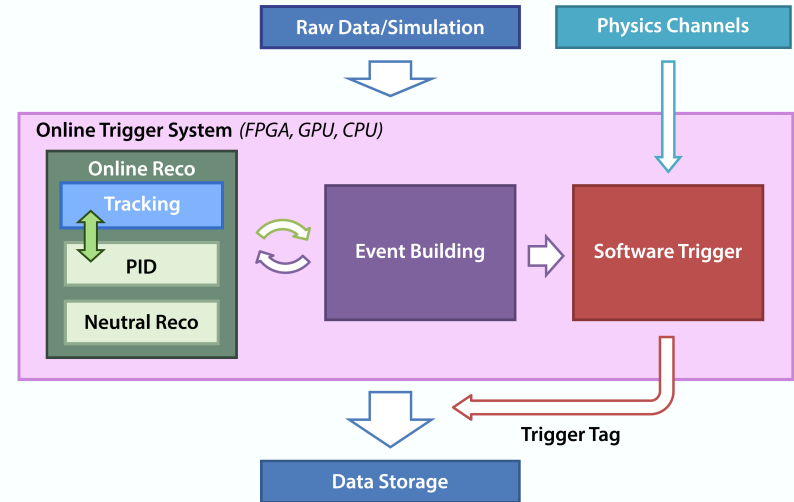 Raw Data/Simulation
Physics Channels
Online Trigger System (FPGA, GPU, CPU)
Online Reco
Tracking
PID
Neutral Reco
Event Building
Software Trigger
Trigger Tag
Data Storage